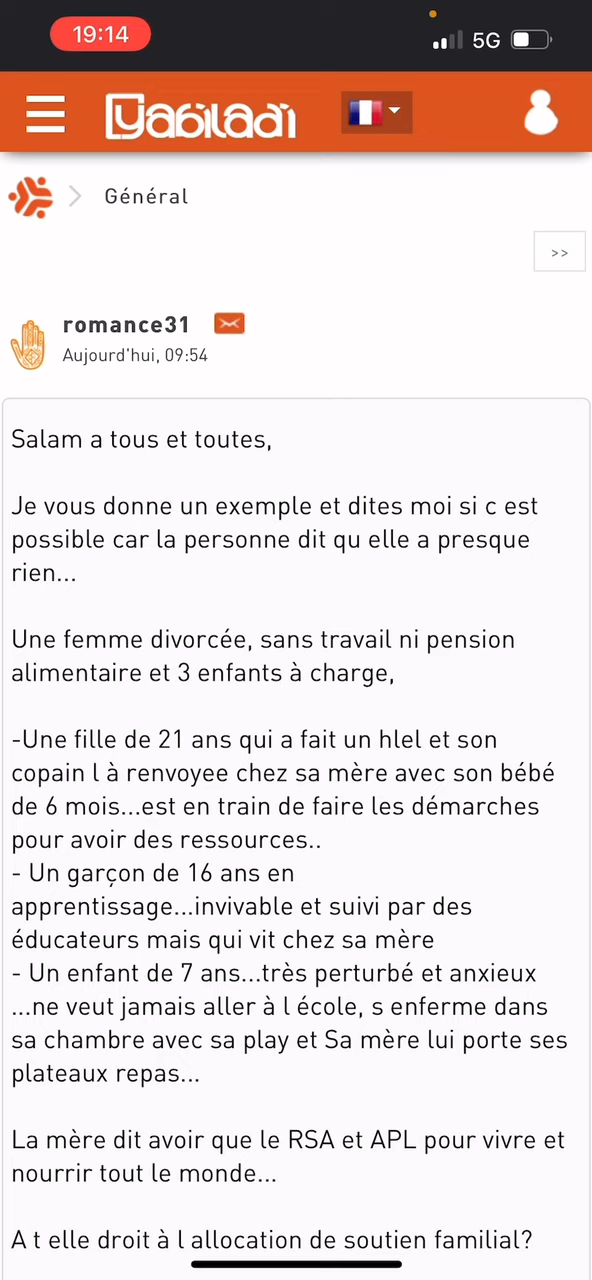 19:14
5G
Yabiladi
Général
>>
romance31
Aujourd'hui, 09:54
Salam a tous et toutes,
Je vous donne un exemple et dites moi si c est
possible car la personne dit qu elle a presque
rien...
Une femme divorcée, sans travail ni pension
alimentaire et 3 enfants à charge,
-Une fille de 21 ans qui a fait un hlel et son
copain l à renvoyee chez sa mère avec son bébé
de 6 mois...est en train de faire les démarches
pour avoir des ressources..
- Un garçon de 16 ans en
apprentissage...invivable et suivi par des
éducateurs mais qui vit chez sa mère
- Un enfant de 7 ans...très perturbé et anxieux
...ne veut jamais aller à l école, s enferme dans
sa chambre avec sa play et Sa mère lui porte ses
plateaux repas...
La mère dit avoir que le RSA et APL pour vivre et
nourrir tout le monde...
A t elle droit à l allocation de soutien familial?